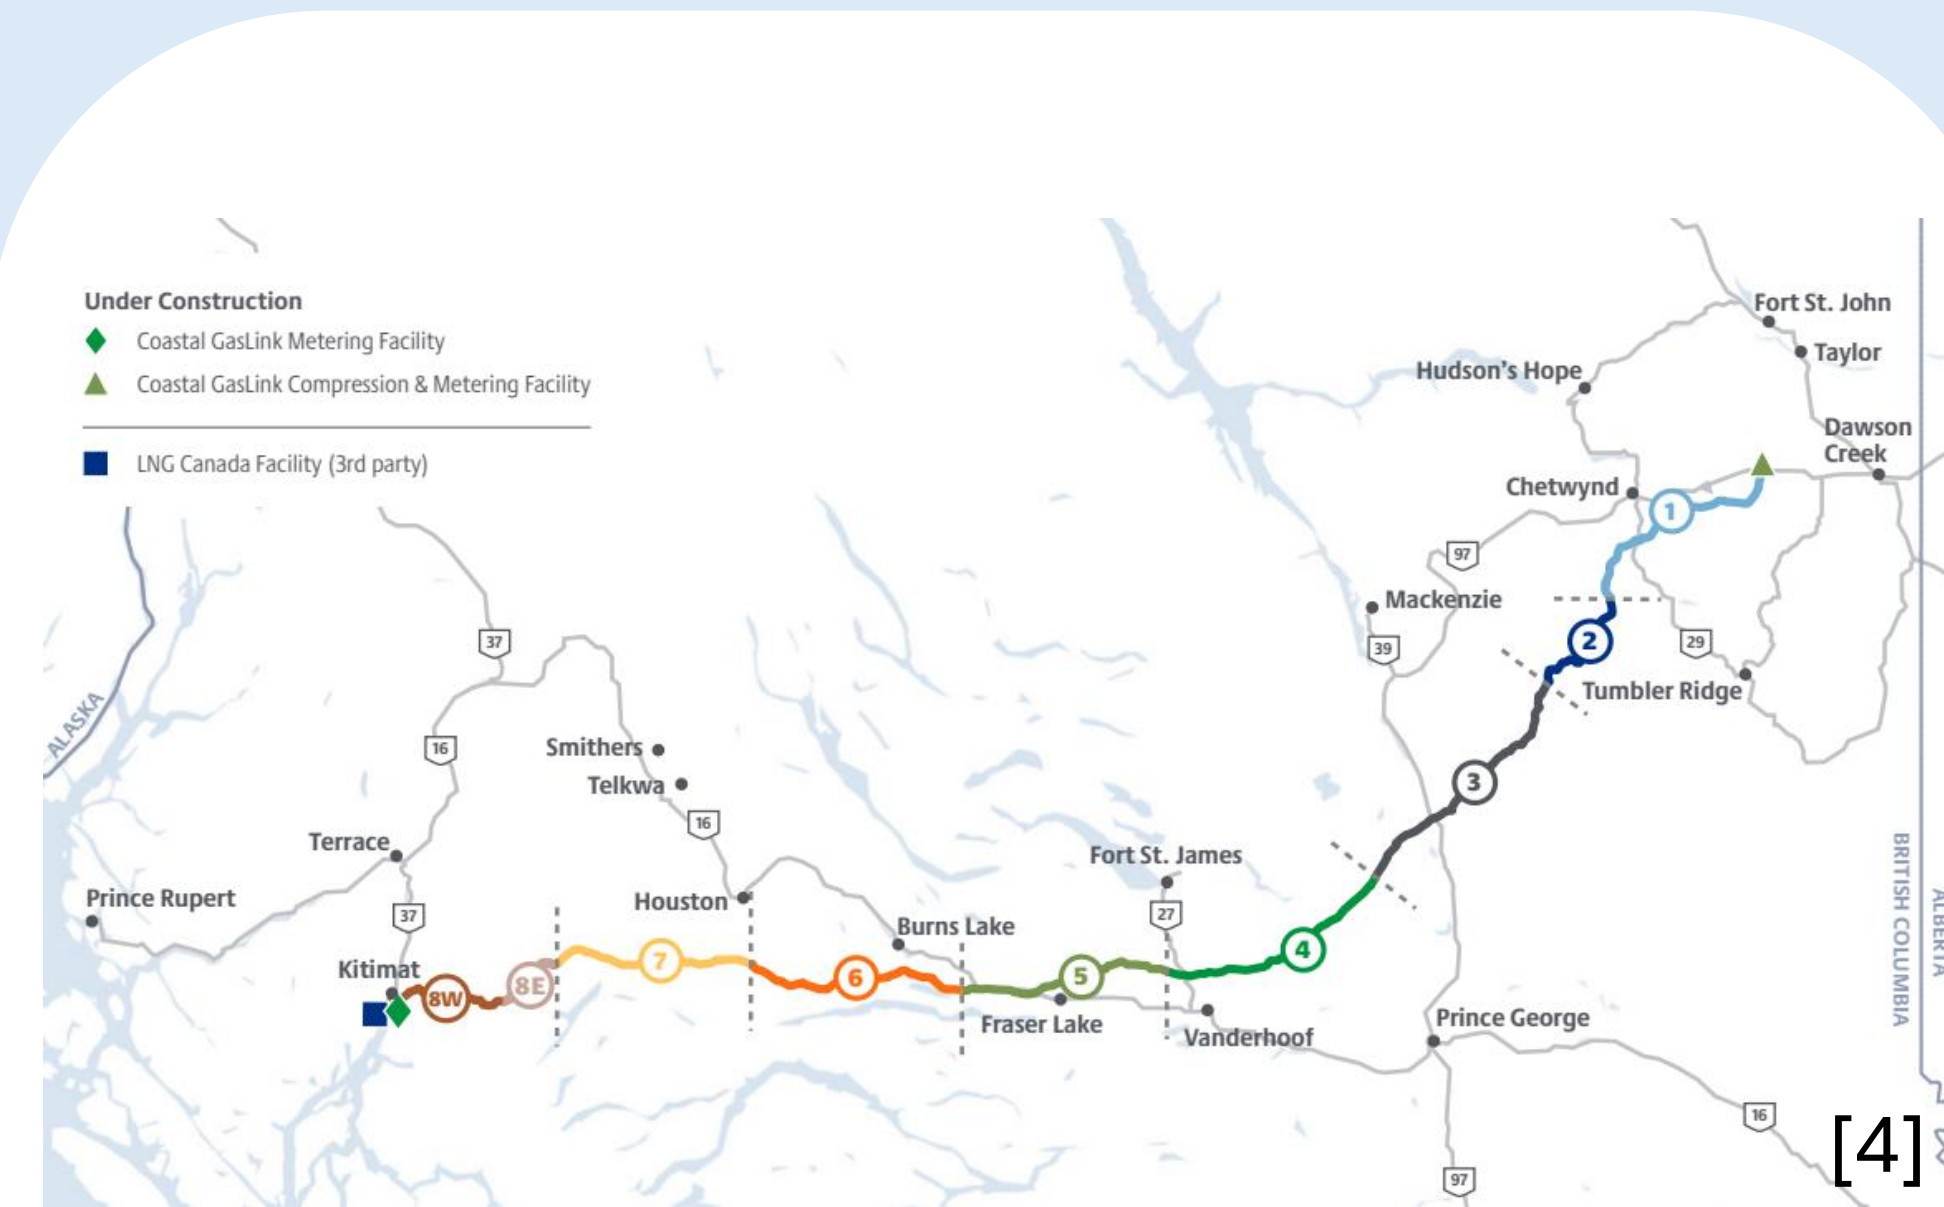 Under Construction
Coastal GasLink Metering Facility
Coastal GasLink Compression & Metering Facility
LNG Canada Facility (3rd party)
Fort St. John
Taylor
Hudson's Hope
Dawson
Creek
Chetwynd
1
97
Mackenzie
2
29
39
37
Tumbler Ridge
ALASKA
16
Smithers
Telkwa
3
16
Terrace
Fort St. James
Prince Rupert
Houston
37
27
Burns Lake
BRITISH COLUMBIA
ALBERTA
4
7
Kitimat
8W
8E
6
5
Fraser Lake
Vanderhoof
Prince George
16
[4]
97